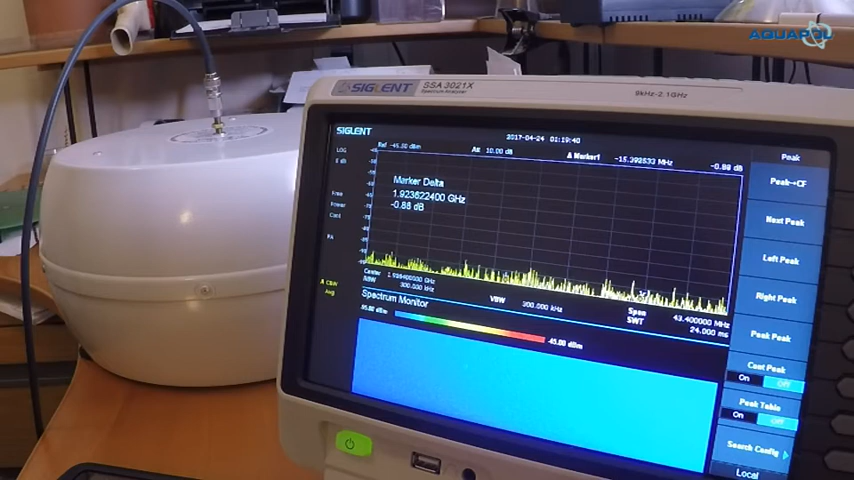 AQUAPOL
SIGLENT
SSA 3021X
Spectrum Analyzer
9kHz-2.1GHz
SIGLENT
2017-04-24 01:19:40
Peak
LOG
Ref -45.00 dBm
Att 10.00 dB
Δ Marker1
-15.392533 MHz
-0.88 dB
Marker Delta
1.923622400 GHz
-0.88 dB
Free
Power
Cont
PA
Peak→CF
Next Peak
Left Peak
Right Peak
Peak Peak
Cont Peak
On Off
Peak Table
On Off
Search Config
Local
Center
RBW 300.000 kHz
VBW 300.000 kHz
Span 43.400000 MHz
SWT 24.000 ms
Spectrum Monitor
-45.00 dBm